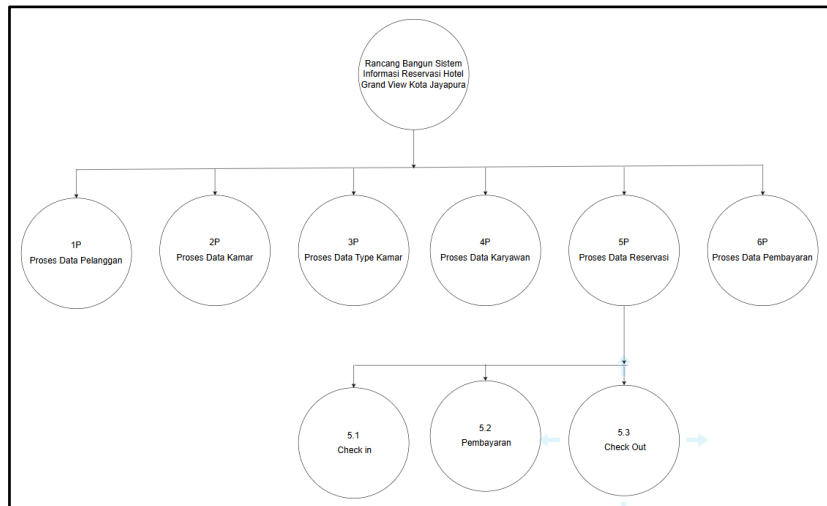 Rancang Bangun Sistem
Informasi Reservasi Hotel
Grand View Kota Jayapura
1P
Proses Data Pelanggan
2P
Proses Data Kamar
3P
Proses Data Type Kamar
4P
Proses Data Karyawan
5P
Proses Data Reservasi
6P
Proses Data Pembayaran
5.1
Check in
5.2
Pembayaran
5.3
Check Out